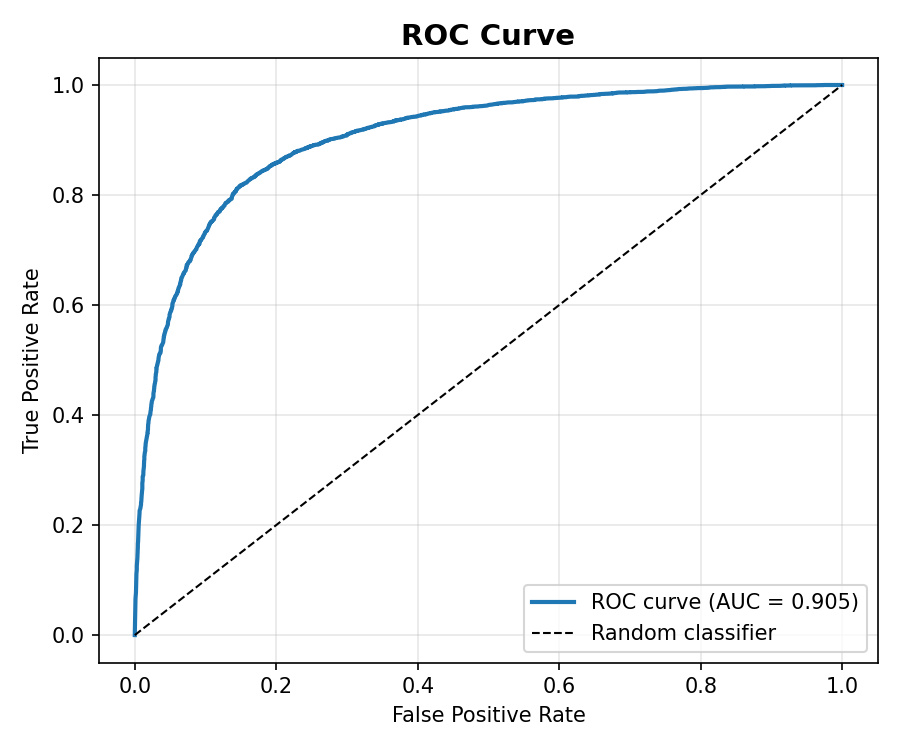 ROC Curve
1.0
0.8
0.6
0.4
0.2
0.0
True Positive Rate
0.0 0.2 0.4 0.6 0.8 1.0
False Positive Rate
ROC curve (AUC = 0.905)
Random classifier